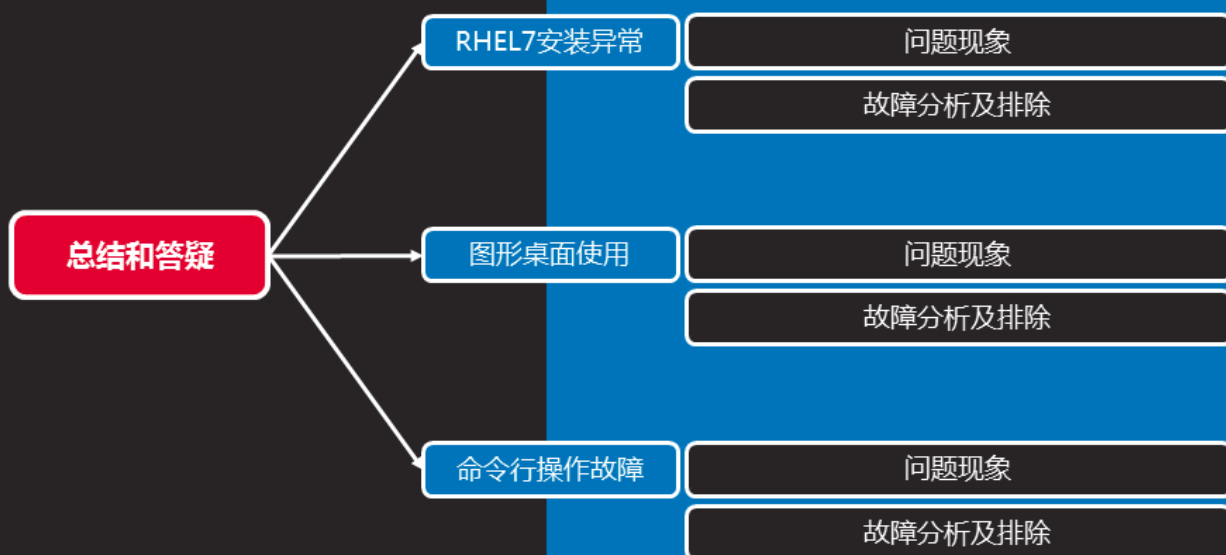 总结和答疑
RHEL7安装异常
问题现象
故障分析及排除
图形桌面使用
问题现象
故障分析及排除
命令行操作故障
问题现象
故障分析及排除